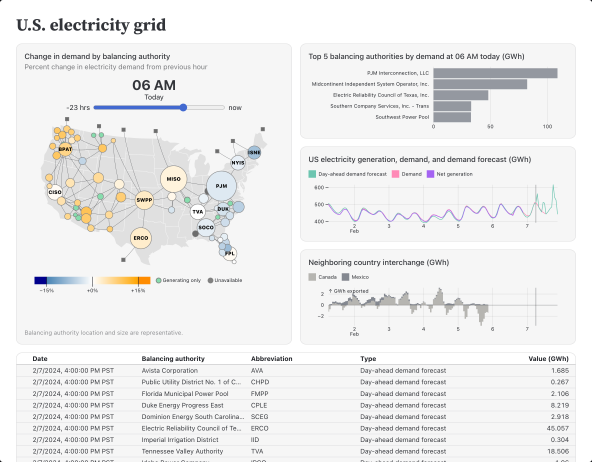 U.S. electricity grid
Change in demand by balancing authority
Percent change in electricity demand from previous hour
06 AM
Today
-23 hrs now
BPAT
ISNE
NYIS
MISO
PJM
CISO
SWPP
TVA
DUK
SOCO
ERCO
FPL
−15% +0% +15%
Generating only Unavailable
Balancing authority location and size are representative.
Top 5 balancing authorities by demand at 06 AM today (GWh)
PJM Interconnection, LLC
Midcontinent Independent System Operator, Inc.
Electric Reliability Council of Texas, Inc.
Southern Company Services, Inc. - Trans
Southwest Power Pool
0 50 100
US electricity generation, demand, and demand forecast (GWh)
Day-ahead demand forecast Demand Net generation
600
500
400
2 3 4 5 6 7
Feb
Neighboring country interchange (GWh)
Canada Mexico
↑ GWh exported
2
0
−2
2 3 4 5 6 7
Feb
Date Balancing authority Abbreviation Type Value (GWh)
2/7/2024, 4:00:00 PM PST Avista Corporation AVA Day-ahead demand forecast 1.685
2/7/2024, 4:00:00 PM PST Public Utility District No. 1 of C... CHPD Day-ahead demand forecast 0.267
2/7/2024, 4:00:00 PM PST Florida Municipal Power Pool FMPP Day-ahead demand forecast 2.106
2/7/2024, 4:00:00 PM PST Duke Energy Progress East CPLE Day-ahead demand forecast 8.219
2/7/2024, 4:00:00 PM PST Dominion Energy South Carolina... SCEG Day-ahead demand forecast 2.918
2/7/2024, 4:00:00 PM PST Electric Reliability Council of Te... ERCO Day-ahead demand forecast 45.057
2/7/2024, 4:00:00 PM PST Imperial Irrigation District IID Day-ahead demand forecast 0.304
2/7/2024, 4:00:00 PM PST Tennessee Valley Authority TVA Day-ahead demand forecast 18.506